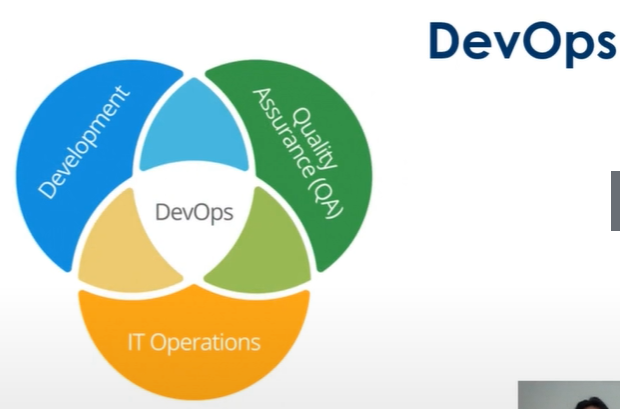 DevOps
Development
Quality
Assurance (QA)
DevOps
IT Operations